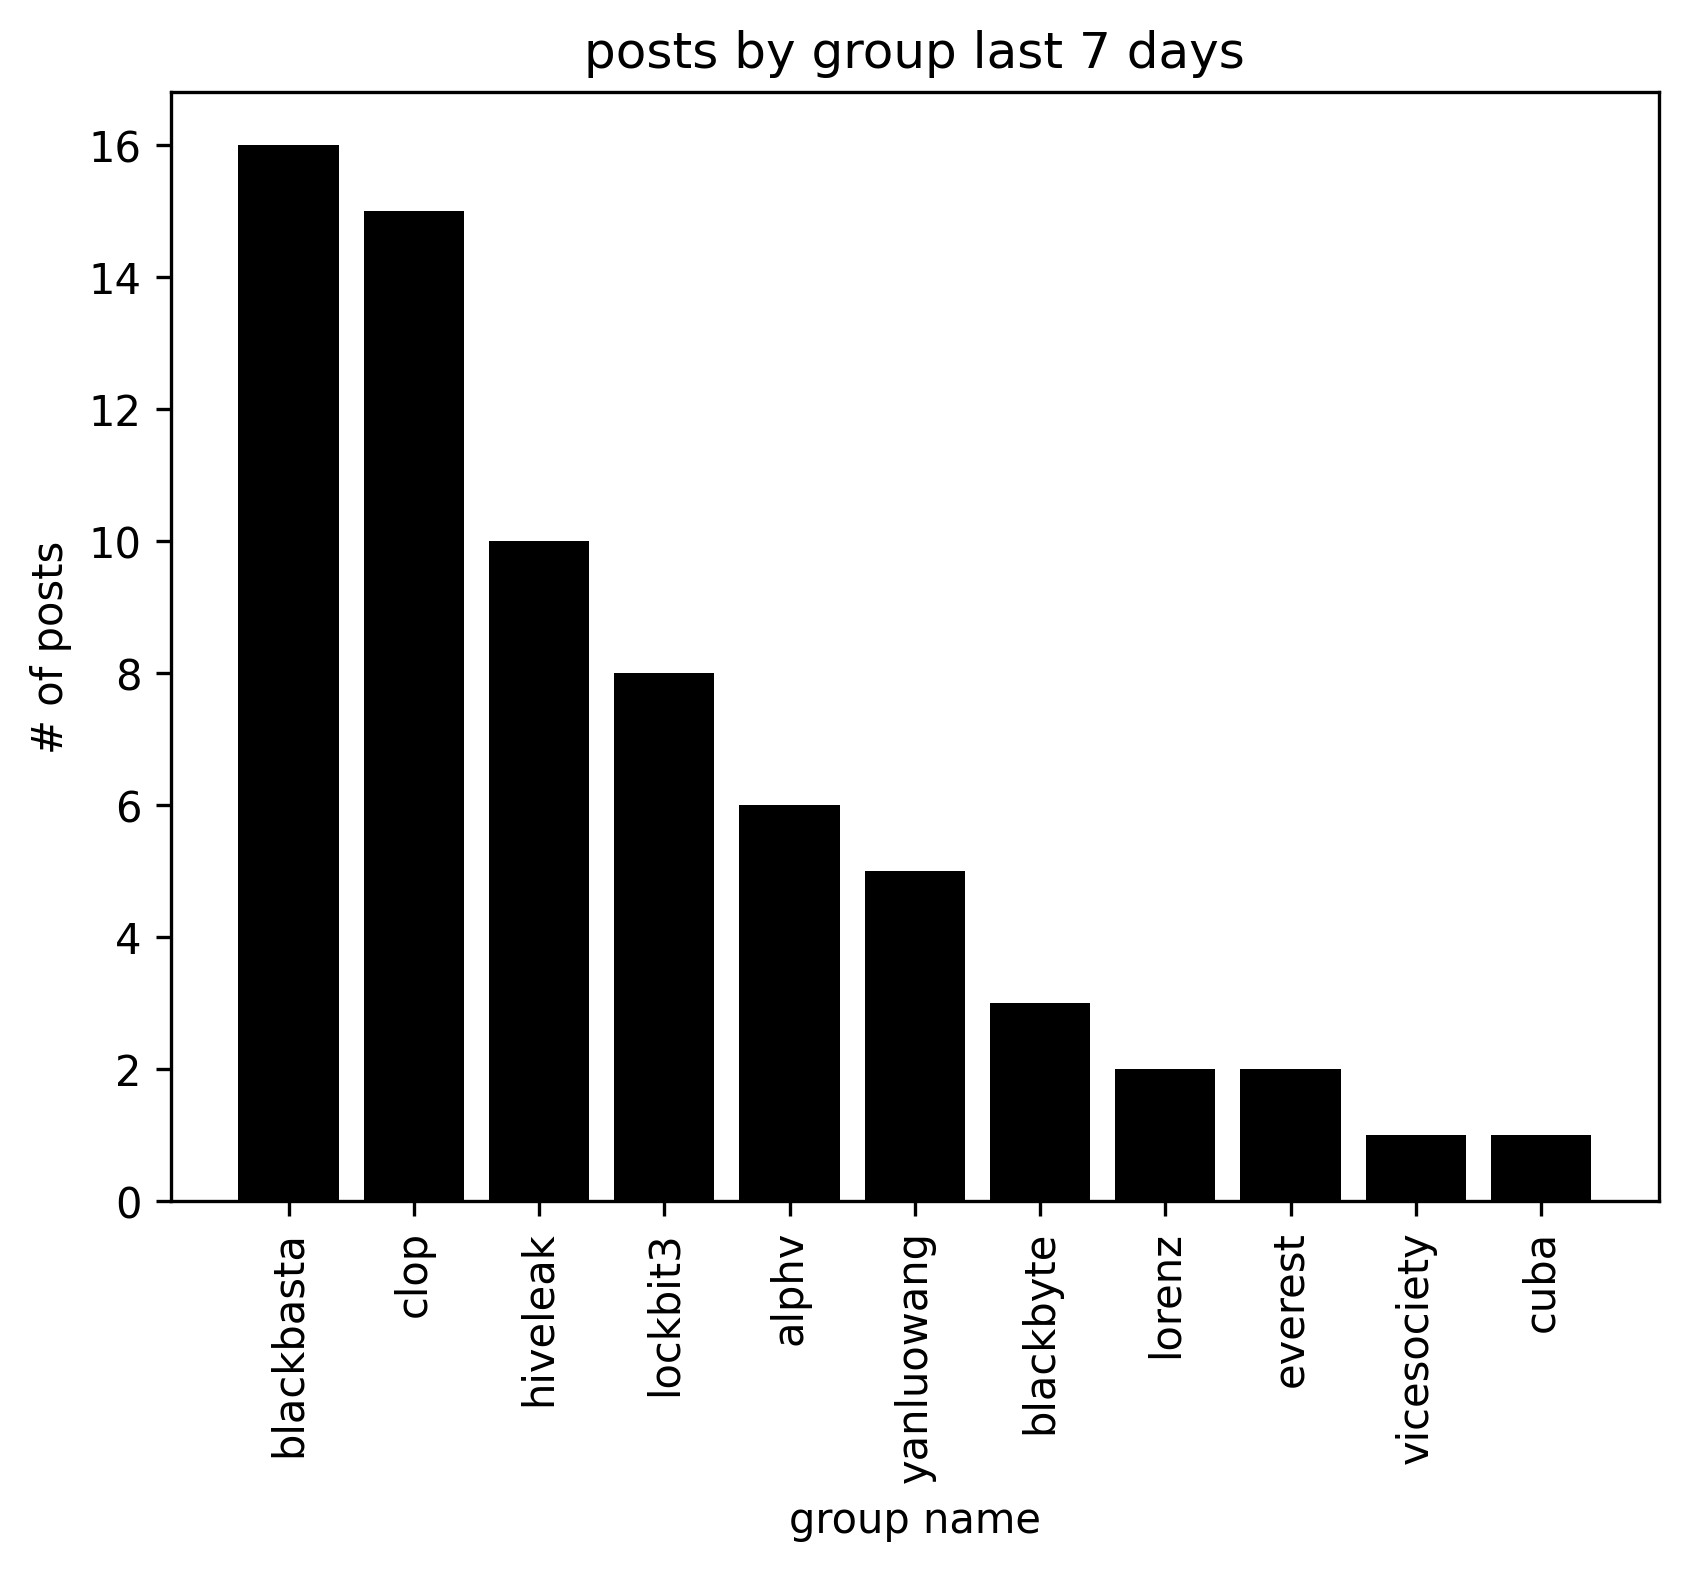 posts by group last 7 days
16
14
12
10
8
6
4
2
0
# of posts
blackbasta
clop
hiveleak
lockbit3
alphv
yanluowang
blackbyte
lorenz
everest
vicesociety
cuba
group name